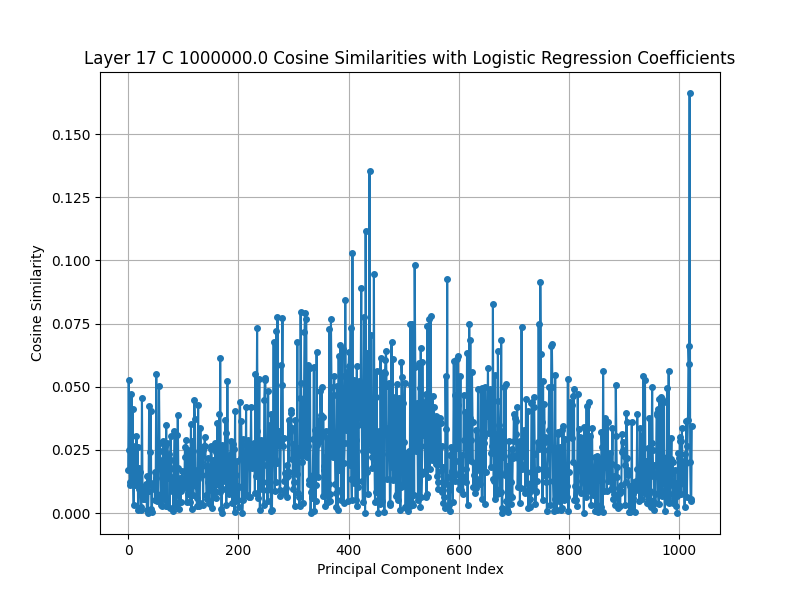 Layer 17 C 1000000.0 Cosine Similarities with Logistic Regression Coefficients
0.150
0.125
0.100
0.075
0.050
0.025
0.000
Cosine Similarity
0 200 400 600 800 1000
Principal Component Index